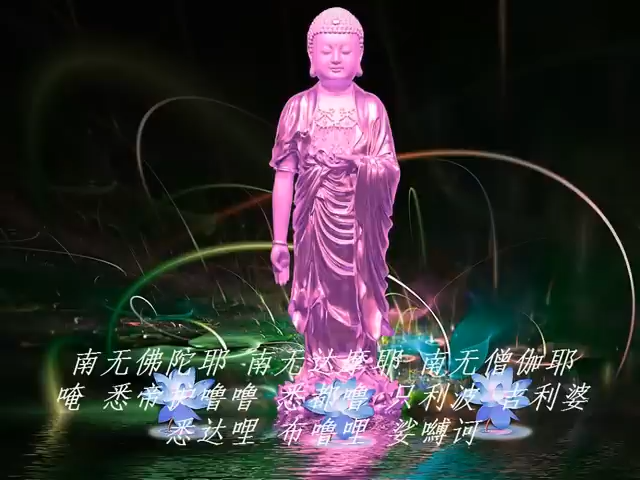 南无佛陀耶 南无达摩耶 南无僧伽耶
唵 悉帝护噜噜 悉都噜 只利波 吉利婆
悉达哩 布噜哩 娑嚩诃